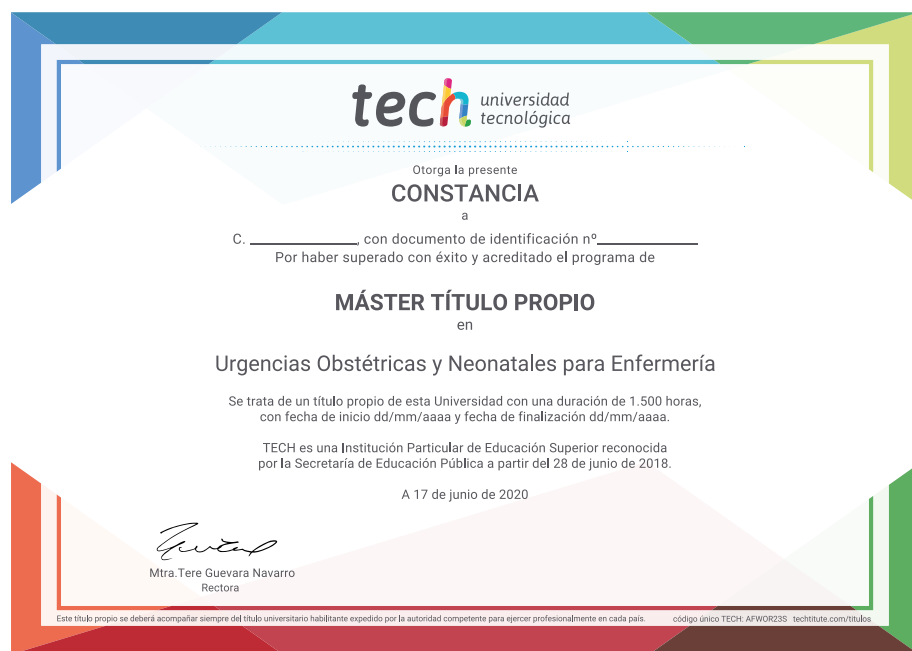 tech universidad
tecnológica
Otorga la presente
CONSTANCIA
a
C. ____________, con documento de identificación nº____________
Por haber superado con éxito y acreditado el programa de
MÁSTER TÍTULO PROPIO
en
Urgencias Obstétricas y Neonatales para Enfermería
Se trata de un título propio de esta Universidad con una duración de 1.500 horas,
con fecha de inicio dd/mm/aaaa y fecha de finalización dd/mm/aaaa.
TECH es una Institución Particular de Educación Superior reconocida
por la Secretaría de Educación Pública a partir del 28 de junio de 2018.
A 17 de junio de 2020
Mtra.Tere Guevara Navarro
Rectora
Este título propio se deberá acompañar siempre del título universitario habilitante expedido por la autoridad competente para ejercer profesionalmente en cada país. código único TECH: AFWOR23S techtitute.com/titulos